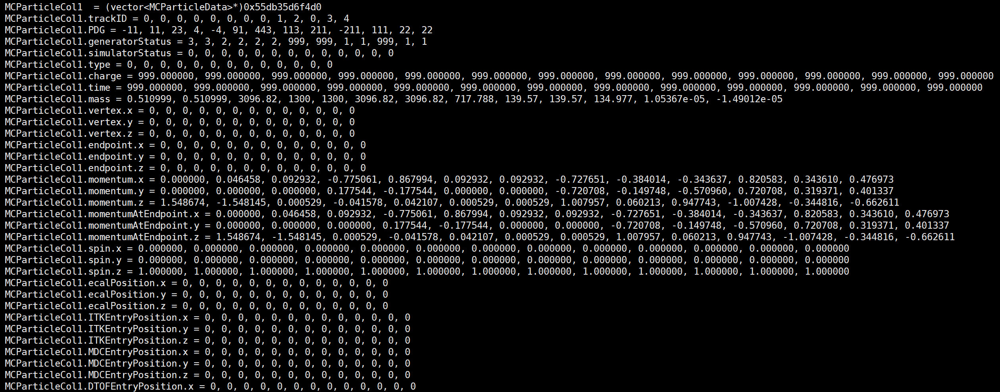 MCParticleCol1  = (vector<MCParticleData>*)0x55db35d6f4d0
MCParticleCol1.trackID = 0, 0, 0, 0, 0, 0, 0, 0, 1, 2, 0, 3, 4
MCParticleCol1.PDG = -11, 11, 23, 4, -4, 91, 443, 113, 211, -211, 111, 22, 22
MCParticleCol1.generatorStatus = 3, 3, 2, 2, 2, 2, 999, 999, 1, 1, 999, 1, 1
MCParticleCol1.simulatorStatus = 0, 0, 0, 0, 0, 0, 0, 0, 0, 0, 0, 0, 0
MCParticleCol1.type = 0, 0, 0, 0, 0, 0, 0, 0, 0, 0, 0, 0, 0
MCParticleCol1.charge = 999.000000, 999.000000, 999.000000, 999.000000, 999.000000, 999.000000, 999.000000, 999.000000, 999.000000, 999.000000, 999.000000, 999.000000, 999.000000
MCParticleCol1.time = 999.000000, 999.000000, 999.000000, 999.000000, 999.000000, 999.000000, 999.000000, 999.000000, 999.000000, 999.000000, 999.000000, 999.000000, 999.000000
MCParticleCol1.mass = 0.510999, 0.510999, 3096.82, 1300, 1300, 3096.82, 3096.82, 717.788, 139.57, 139.57, 134.977, 1.05367e-05, -1.49012e-05
MCParticleCol1.vertex.x = 0, 0, 0, 0, 0, 0, 0, 0, 0, 0, 0, 0, 0
MCParticleCol1.vertex.y = 0, 0, 0, 0, 0, 0, 0, 0, 0, 0, 0, 0, 0
MCParticleCol1.vertex.z = 0, 0, 0, 0, 0, 0, 0, 0, 0, 0, 0, 0, 0
MCParticleCol1.endpoint.x = 0, 0, 0, 0, 0, 0, 0, 0, 0, 0, 0, 0, 0
MCParticleCol1.endpoint.y = 0, 0, 0, 0, 0, 0, 0, 0, 0, 0, 0, 0, 0
MCParticleCol1.endpoint.z = 0, 0, 0, 0, 0, 0, 0, 0, 0, 0, 0, 0, 0
MCParticleCol1.momentum.x = 0.000000, 0.046458, 0.092932, -0.775061, 0.867994, 0.092932, 0.092932, -0.727651, -0.384014, -0.343637, 0.820583, 0.343610, 0.476973
MCParticleCol1.momentum.y = 0.000000, 0.000000, 0.000000, 0.177544, -0.177544, 0.000000, 0.000000, -0.720708, -0.149748, -0.570960, 0.720708, 0.319371, 0.401337
MCParticleCol1.momentum.z = 1.548674, -1.548145, 0.000529, -0.041578, 0.042107, 0.000529, 0.000529, 1.007957, 0.060213, 0.947743, -1.007428, -0.344816, -0.662611
MCParticleCol1.momentumAtEndpoint.x = 0.000000, 0.046458, 0.092932, -0.775061, 0.867994, 0.092932, 0.092932, -0.727651, -0.384014, -0.343637, 0.820583, 0.343610, 0.476973
MCParticleCol1.momentumAtEndpoint.y = 0.000000, 0.000000, 0.000000, 0.177544, -0.177544, 0.000000, 0.000000, -0.720708, -0.149748, -0.570960, 0.720708, 0.319371, 0.401337
MCParticleCol1.momentumAtEndpoint.z = 1.548674, -1.548145, 0.000529, -0.041578, 0.042107, 0.000529, 0.000529, 1.007957, 0.060213, 0.947743, -1.007428, -0.344816, -0.662611
MCParticleCol1.spin.x = 0.000000, 0.000000, 0.000000, 0.000000, 0.000000, 0.000000, 0.000000, 0.000000, 0.000000, 0.000000, 0.000000, 0.000000, 0.000000
MCParticleCol1.spin.y = 0.000000, 0.000000, 0.000000, 0.000000, 0.000000, 0.000000, 0.000000, 0.000000, 0.000000, 0.000000, 0.000000, 0.000000, 0.000000
MCParticleCol1.spin.z = 1.000000, 1.000000, 1.000000, 1.000000, 1.000000, 1.000000, 1.000000, 1.000000, 1.000000, 1.000000, 1.000000, 1.000000, 1.000000
MCParticleCol1.ecalPosition.x = 0, 0, 0, 0, 0, 0, 0, 0, 0, 0, 0, 0, 0
MCParticleCol1.ecalPosition.y = 0, 0, 0, 0, 0, 0, 0, 0, 0, 0, 0, 0, 0
MCParticleCol1.ecalPosition.z = 0, 0, 0, 0, 0, 0, 0, 0, 0, 0, 0, 0, 0
MCParticleCol1.ITKEntryPosition.x = 0, 0, 0, 0, 0, 0, 0, 0, 0, 0, 0, 0, 0
MCParticleCol1.ITKEntryPosition.y = 0, 0, 0, 0, 0, 0, 0, 0, 0, 0, 0, 0, 0
MCParticleCol1.ITKEntryPosition.z = 0, 0, 0, 0, 0, 0, 0, 0, 0, 0, 0, 0, 0
MCParticleCol1.MDCEntryPosition.x = 0, 0, 0, 0, 0, 0, 0, 0, 0, 0, 0, 0, 0
MCParticleCol1.MDCEntryPosition.y = 0, 0, 0, 0, 0, 0, 0, 0, 0, 0, 0, 0, 0
MCParticleCol1.MDCEntryPosition.z = 0, 0, 0, 0, 0, 0, 0, 0, 0, 0, 0, 0, 0
MCParticleCol1.DTOFEntryPosition.x = 0, 0, 0, 0, 0, 0, 0, 0, 0, 0, 0, 0, 0